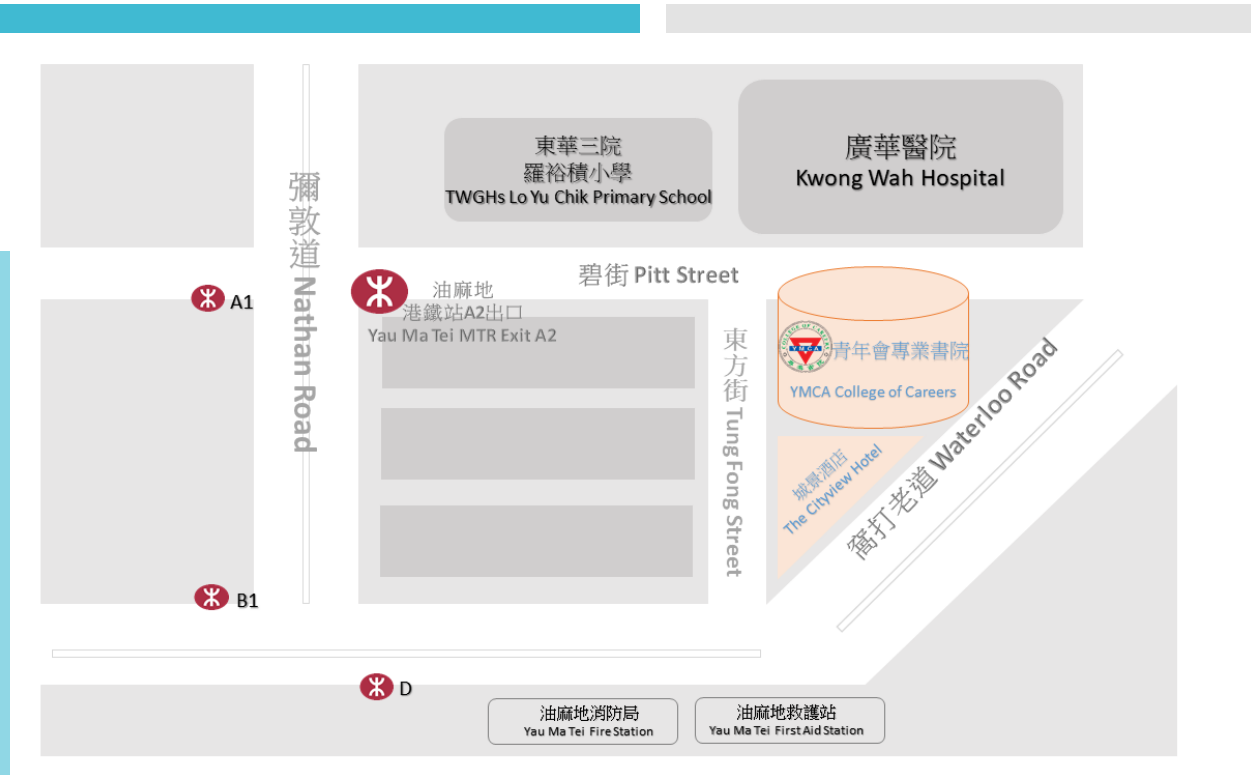 東華三院
羅裕積小學
TWGHs Lo Yu Chik Primary School
廣華醫院
Kwong Wah Hospital
彌敦道 Nathan Road
碧街 Pitt Street
A1
油麻地
港鐵站A2出口
Yau Ma Tei MTR Exit A2
東方街 Tung Fong Street
COLLEGE OF CAREERS
YMCA
青年會專業書院
YMCA College of Careers
城景酒店
The Cityview Hotel
窩打老道 Waterloo Road
B1
D
油麻地消防局
Yau Ma Tei Fire Station
油麻地救護站
Yau Ma Tei First Aid Station